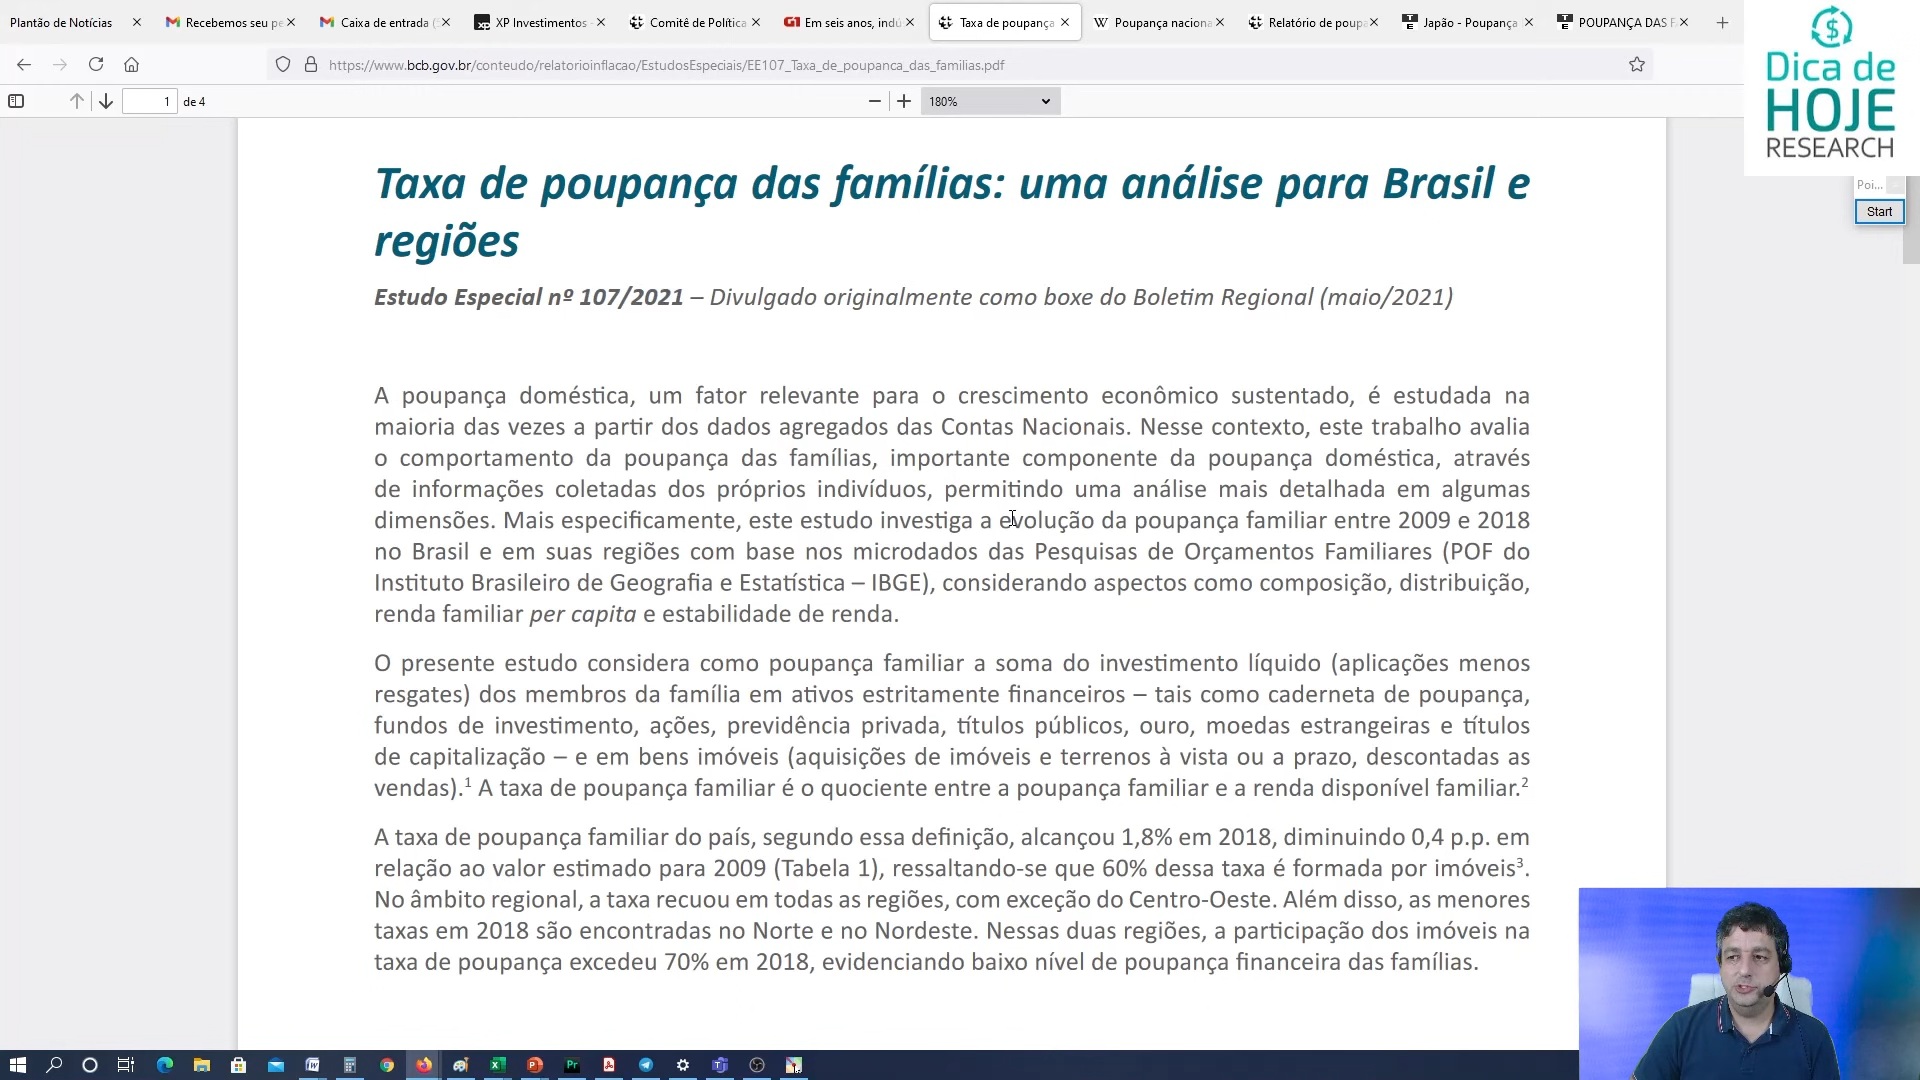 Plantão de Notícias
Recebemos seu pe
Caixa de entrada (
XP Investimentos
Comitê de Política
Em seis anos, indú
Taxa de poupança
Poupança naciona
Relatório de poup
Japão - Poupança
POUPANÇA DAS F
https://www.bcb.gov.br/conteudo/relatorioinflacao/EstudosEspeciais/EE107_Taxa_de_poupanca_das_familias.pdf
1 de 4
180%
Dica de
HOJE
RESEARCH
Poi...
Start
Taxa de poupança das famílias: uma análise para Brasil e
regiões
Estudo Especial nº 107/2021 – Divulgado originalmente como boxe do Boletim Regional (maio/2021)
A poupança doméstica, um fator relevante para o crescimento econômico sustentado, é estudada na
maioria das vezes a partir dos dados agregados das Contas Nacionais. Nesse contexto, este trabalho avalia
o comportamento da poupança das famílias, importante componente da poupança doméstica, através
de informações coletadas dos próprios indivíduos, permitindo uma análise mais detalhada em algumas
dimensões. Mais especificamente, este estudo investiga a evolução da poupança familiar entre 2009 e 2018
no Brasil e em suas regiões com base nos microdados das Pesquisas de Orçamentos Familiares (POF do
Instituto Brasileiro de Geografia e Estatística – IBGE), considerando aspectos como composição, distribuição,
renda familiar per capita e estabilidade de renda.
O presente estudo considera como poupança familiar a soma do investimento líquido (aplicações menos
resgates) dos membros da família em ativos estritamente financeiros – tais como caderneta de poupança,
fundos de investimento, ações, previdência privada, títulos públicos, ouro, moedas estrangeiras e títulos
de capitalização – e em bens imóveis (aquisições de imóveis e terrenos à vista ou a prazo, descontadas as
vendas).1 A taxa de poupança familiar é o quociente entre a poupança familiar e a renda disponível familiar.2
A taxa de poupança familiar do país, segundo essa definição, alcançou 1,8% em 2018, diminuindo 0,4 p.p. em
relação ao valor estimado para 2009 (Tabela 1), ressaltando-se que 60% dessa taxa é formada por imóveis3.
No âmbito regional, a taxa recuou em todas as regiões, com exceção do Centro-Oeste. Além disso, as menores
taxas em 2018 são encontradas no Norte e no Nordeste. Nessas duas regiões, a participação dos imóveis na
taxa de poupança excedeu 70% em 2018, evidenciando baixo nível de poupança financeira das famílias.